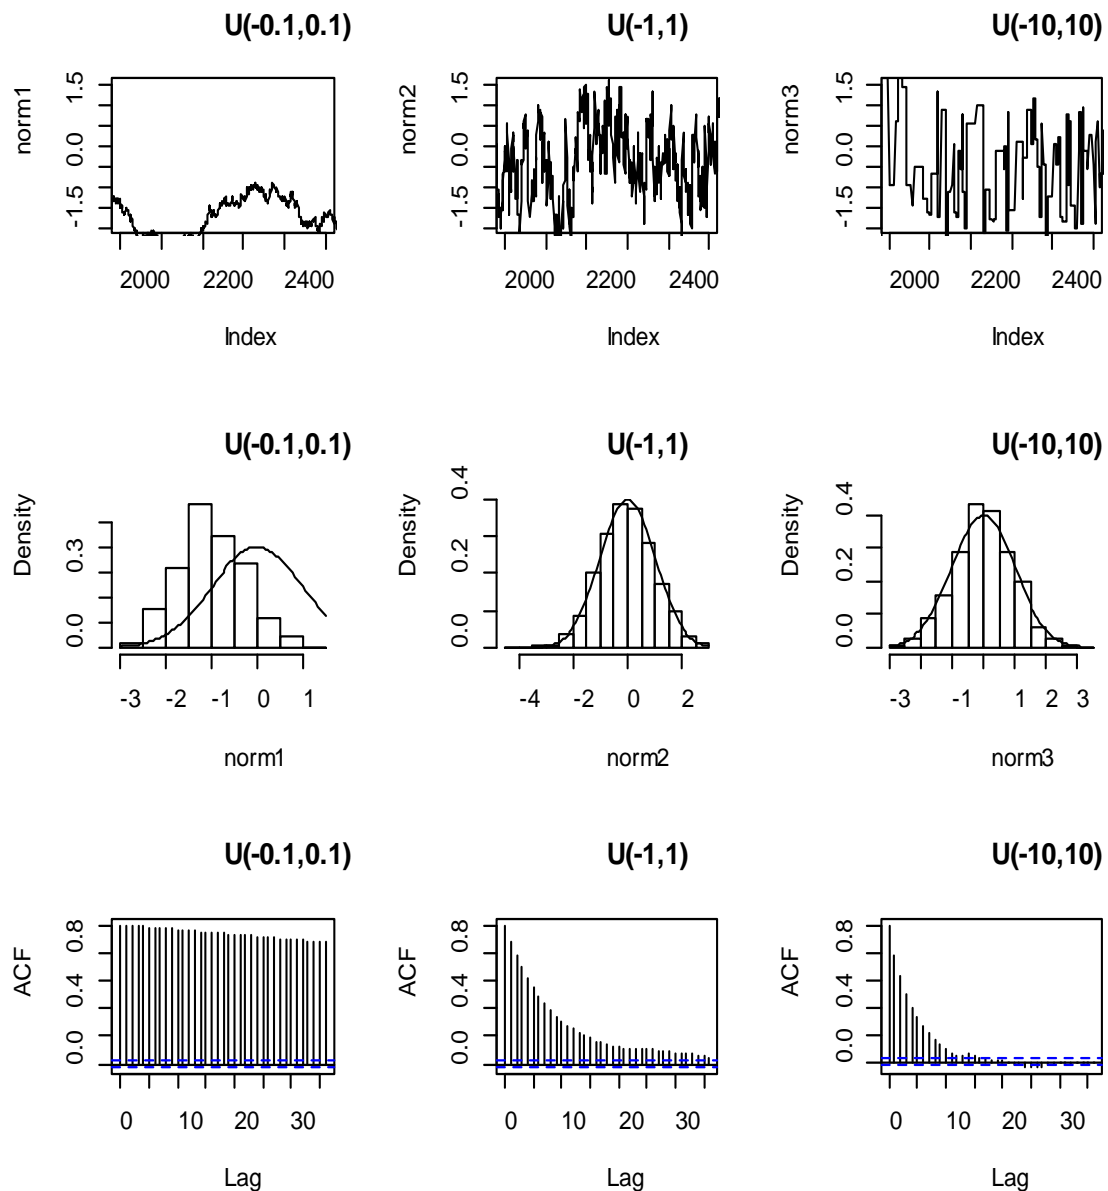 U(-0.1,0.1) U(-1,1) U(-10,10)
norm1 norm2 norm3
1.5 1.5 1.5
0.0 0.0 0.0
-1.5 -1.5 -1.5
2000 2200 2400 2000 2200 2400 2000 2200 2400
Index Index Index
U(-0.1,0.1) U(-1,1) U(-10,10)
Density Density Density
0.3 0.4 0.4
0.0 0.2 0.2
0.0 0.0
-3 -2 -1 0 1 -4 -2 0 2 -3 -1 0 1 2 3
norm1 norm2 norm3
U(-0.1,0.1) U(-1,1) U(-10,10)
ACF ACF ACF
0.8 0.8 0.8
0.4 0.4 0.4
0.0 0.0 0.0
0 10 20 30 0 10 20 30 0 10 20 30
Lag Lag Lag